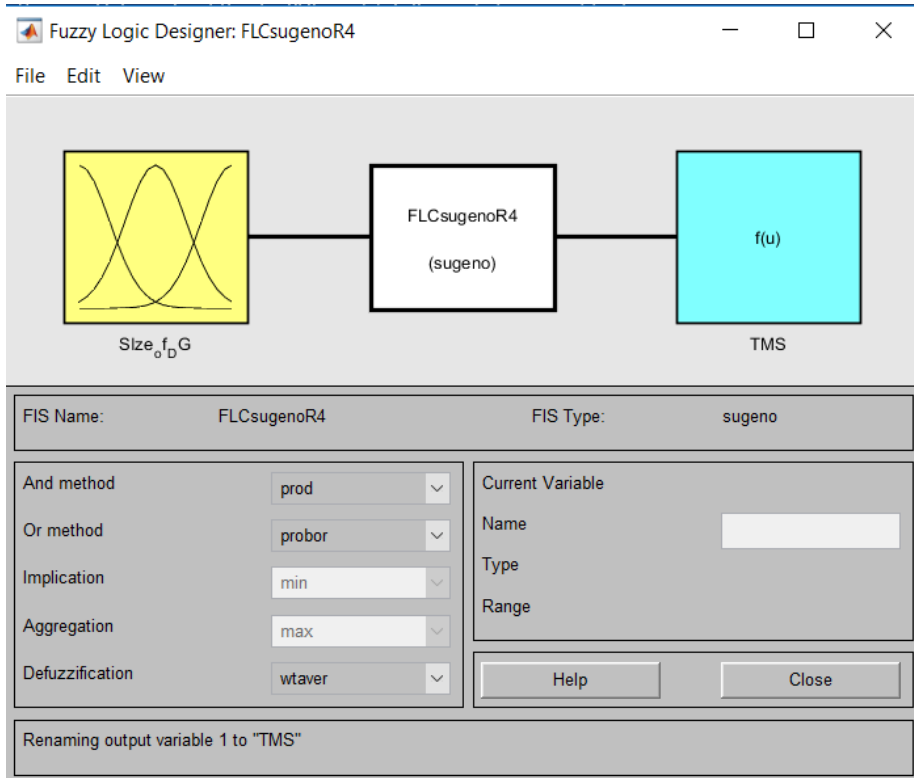 Fuzzy Logic Designer: FLCsugenoR4
File Edit View
FLCsugenoR4
(sugeno)
f(u)
SIze_of_DG
TMS
FIS Name: FLCsugenoR4 FIS Type: sugeno
And method prod
Or method probor
Implication min
Aggregation max
Defuzzification wtaver
Current Variable
Name
Type
Range
Help Close
Renaming output variable 1 to "TMS"